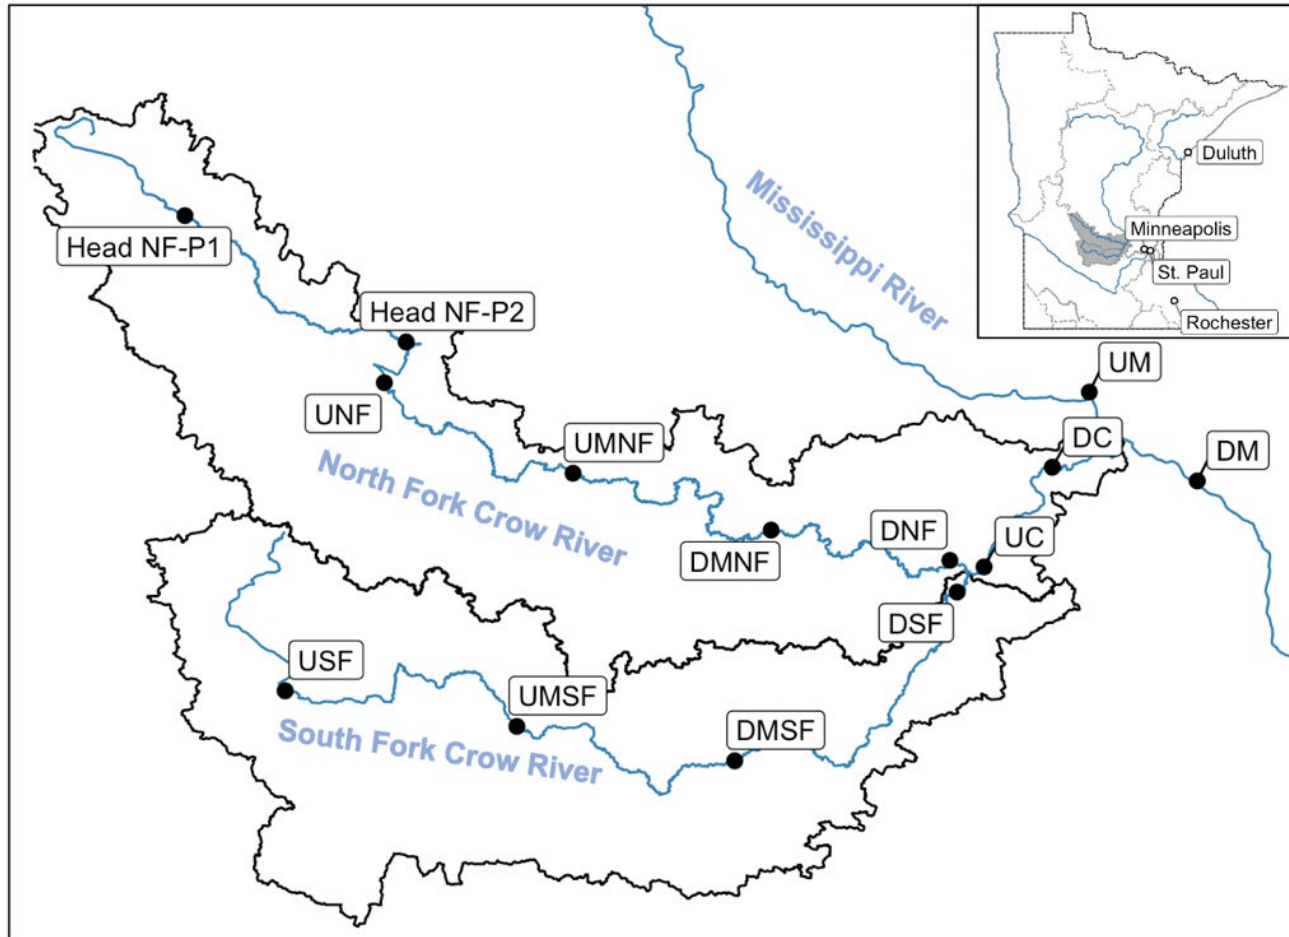 Duluth
Minneapolis
St. Paul
Rochester
Mississippi River
Head NF-P1
Head NF-P2
UM
UNF
UMNF
DC
DM
North Fork Crow River
DMNF
DNF
UC
DSF
USF
UMSF
DMSF
South Fork Crow River